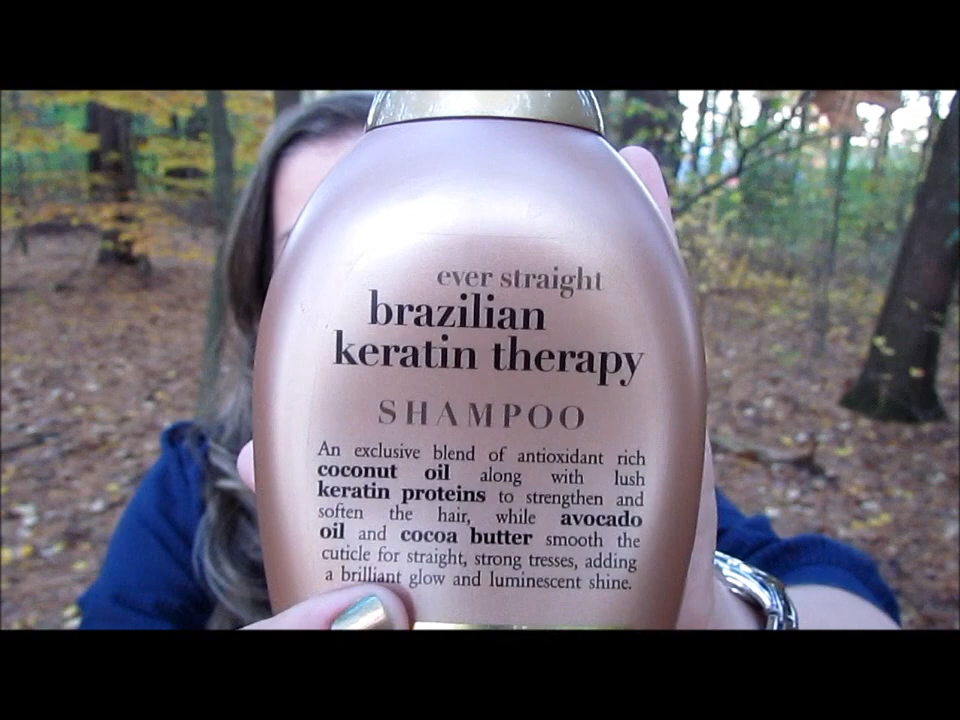 ever straight
brazilian
keratin therapy
SHAMPOO
An exclusive blend of antioxidant rich
coconut oil along with lush
keratin proteins to strengthen and
soften the hair, while avocado
oil and cocoa butter smooth the
cuticle for straight, strong tresses, adding
a brilliant glow and luminescent shine.